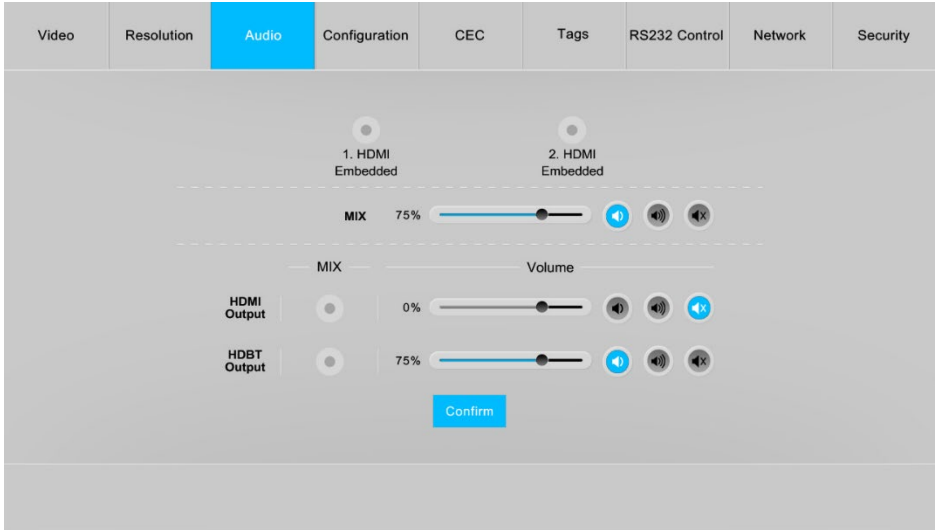 Video Resolution Audio Configuration CEC Tags RS232 Control Network Security
1. HDMI 2. HDMI
Embedded Embedded
MIX 75%
MIX Volume
HDMI
Output 0%
HDBT
Output 75%
Confirm